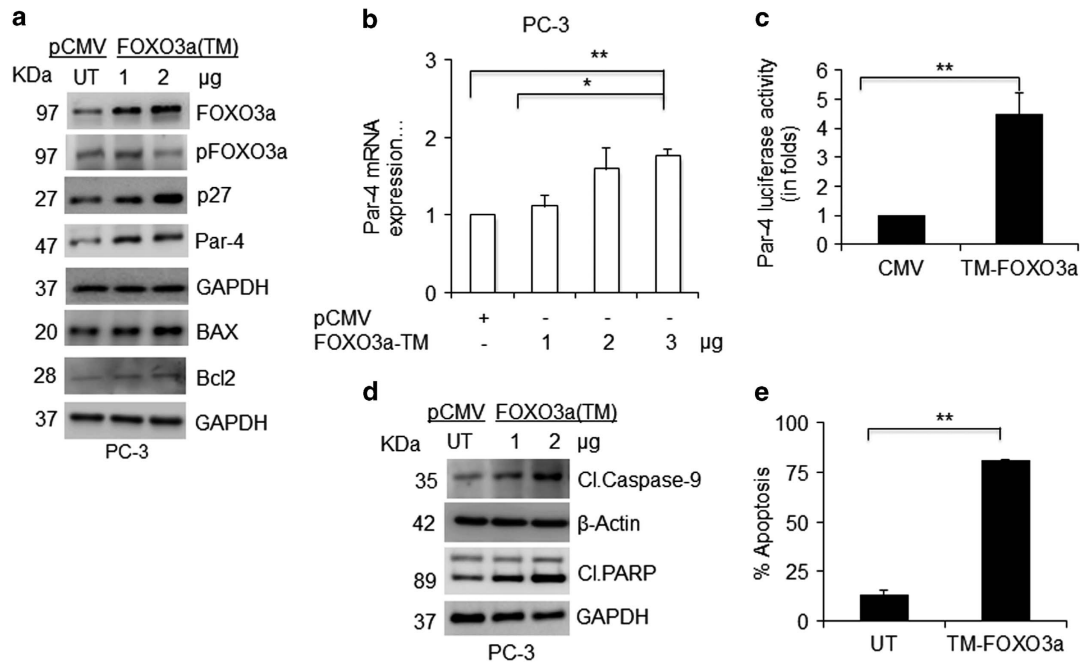 a
pCMV FOXO3a(TM)
KDa UT 1 2 µg
97 FOXO3a
97 pFOXO3a
27 p27
47 Par-4
37 GAPDH
20 BAX
28 Bcl2
37 GAPDH
PC-3
b
PC-3
Par-4 mRNA
expression...
3
2
1
0
**
*
pCMV + - - -
FOXO3a-TM - 1 2 3 µg
c
Par-4 luciferase activity
(in folds)
6
5
4
3
2
1
0
**
CMV TM-FOXO3a
d
pCMV FOXO3a(TM)
KDa UT 1 2 µg
35 Cl.Caspase-9
42 β-Actin
89 Cl.PARP
37 GAPDH
PC-3
e
% Apoptosis
100
75
50
25
0
**
UT TM-FOXO3a